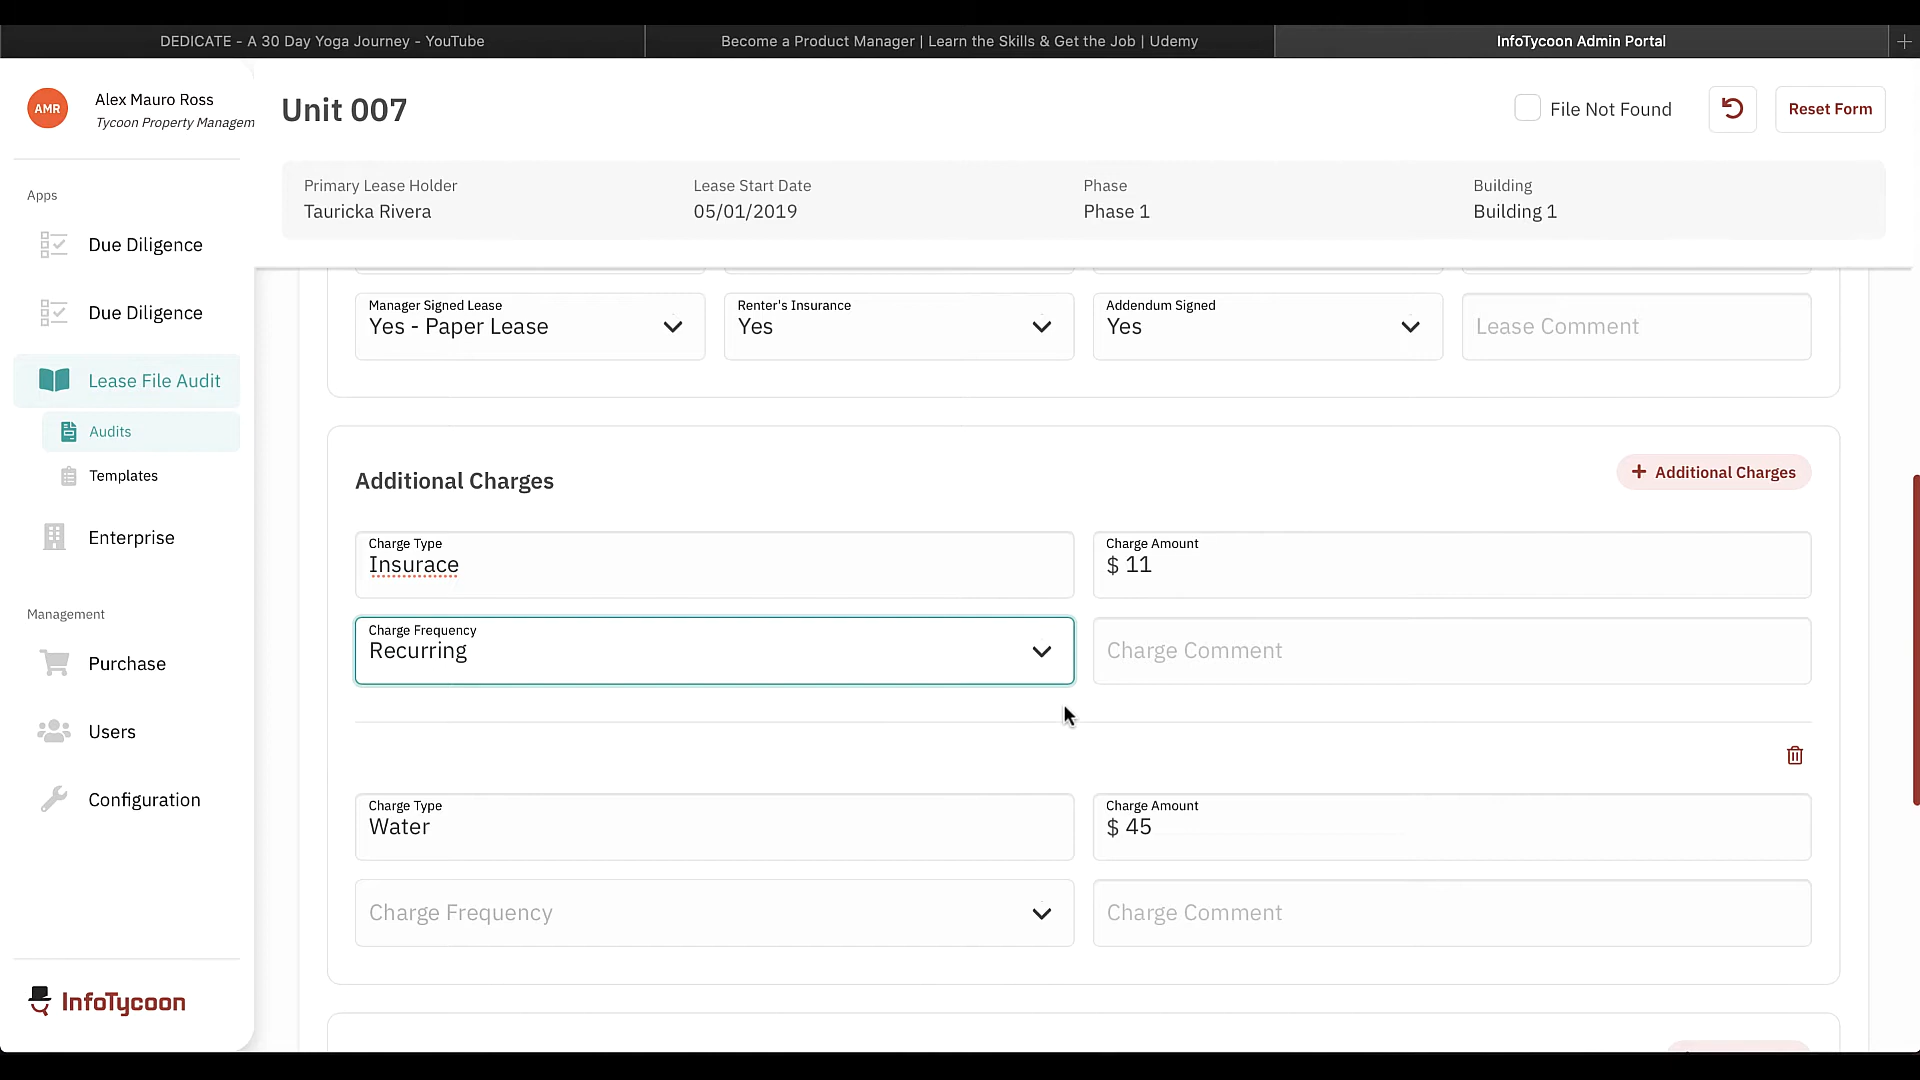 DEDICATE - A 30 Day Yoga Journey - YouTube
Become a Product Manager | Learn the Skills & Get the Job | Udemy
InfoTycoon Admin Portal
AMR
Alex Mauro Ross
Tycoon Property Managem
Unit 007
File Not Found
Reset Form
Primary Lease Holder
Tauricka Rivera
Lease Start Date
05/01/2019
Phase
Phase 1
Building
Building 1
Apps
Due Diligence
Due Diligence
Lease File Audit
Audits
Templates
Enterprise
Management
Purchase
Users
Configuration
InfoTycoon
Manager Signed Lease
Yes - Paper Lease
Renter's Insurance
Yes
Addendum Signed
Yes
Lease Comment
Additional Charges
+ Additional Charges
Charge Type
Insurace
Charge Amount
$ 11
Charge Frequency
Recurring
Charge Comment
Charge Type
Water
Charge Amount
$ 45
Charge Frequency
Charge Comment